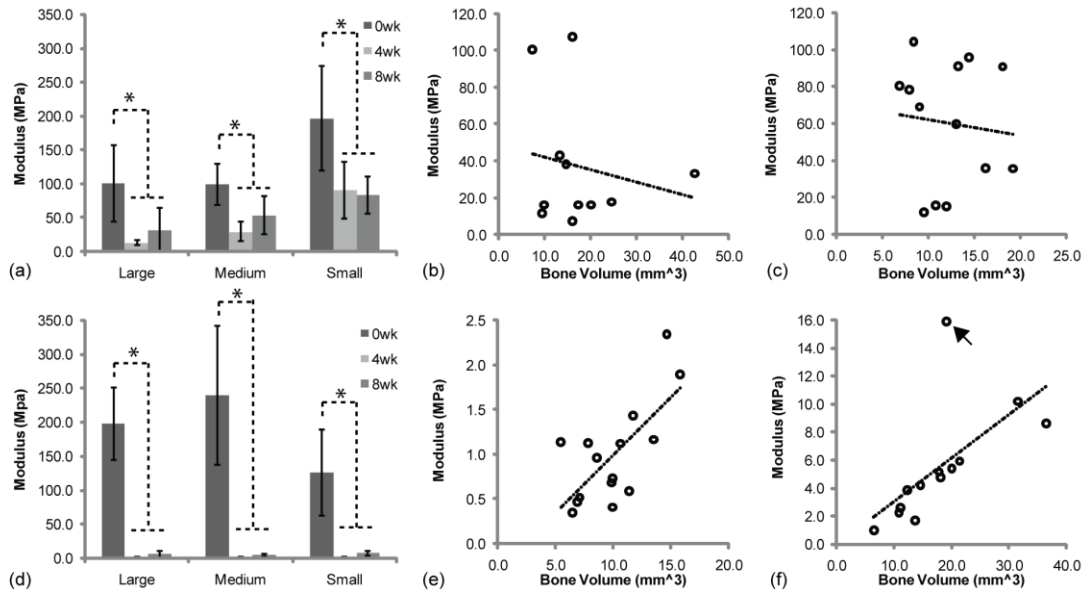 350.0
300.0
250.0
200.0
150.0
100.0
50.0
0.0
Modulus (MPa)
*
*
*
0wk
4wk
8wk
Large
Medium
Small
(a)
120.0
100.0
80.0
60.0
40.0
20.0
0.0
Modulus (MPa)
0.0 10.0 20.0 30.0 40.0 50.0
Bone Volume (mm^3)
(b)
120.0
100.0
80.0
60.0
40.0
20.0
0.0
Modulus (MPa)
0.0 5.0 10.0 15.0 20.0 25.0
Bone Volume (mm^3)
(c)
350.0
300.0
250.0
200.0
150.0
100.0
50.0
0.0
Modulus (Mpa)
*
*
*
0wk
4wk
8wk
Large
Medium
Small
(d)
2.5
2.0
1.5
1.0
0.5
0.0
Modulus (MPa)
0.0 5.0 10.0 15.0 20.0
Bone Volume (mm^3)
(e)
16.0
14.0
12.0
10.0
8.0
6.0
4.0
2.0
0.0
Modulus (MPa)
0.0 10.0 20.0 30.0 40.0
Bone Volume (mm^3)
(f)